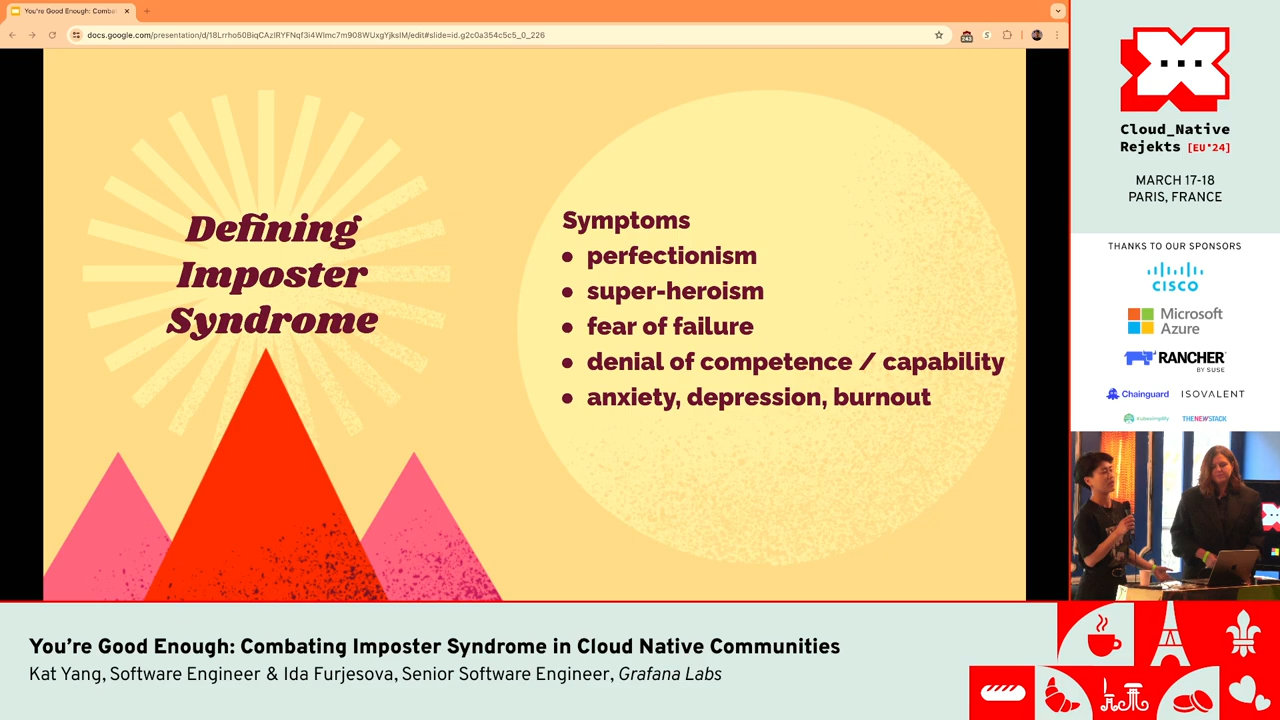 You're Good Enough: Comba
docs.google.com/presentation/d/18Lrrho50BiqCAzIRYFNqf3i4WImc7m908WUxgYjksIM/edit#slide=id.g2c0a354c5c5_0_226
243
S
Defining
Imposter
Syndrome
Symptoms
● perfectionism
● super-heroism
● fear of failure
● denial of competence / capability
● anxiety, depression, burnout
Cloud_Native
Rejekts [EU'24]
MARCH 17-18
PARIS, FRANCE
THANKS TO OUR SPONSORS
CISCO
Microsoft
Azure
RANCHER
BY SUSE
Chainguard
ISOVALENT
Kubesimplify
THENEWSTACK
You're Good Enough: Combating Imposter Syndrome in Cloud Native Communities
Kat Yang, Software Engineer & Ida Furjesova, Senior Software Engineer, Grafana Labs